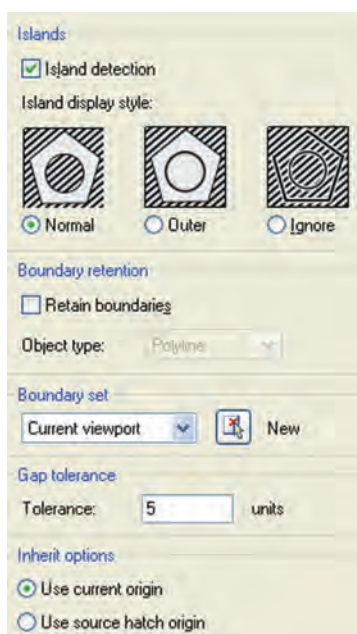 Islands
Island detection
Island display style:
Normal Outer Ignore
Boundary retention
Retain boundaries
Object type: Polyline
Boundary set
Current viewport New
Gap tolerance
Tolerance: 5 units
Inherit options
Use current origin
Use source hatch origin